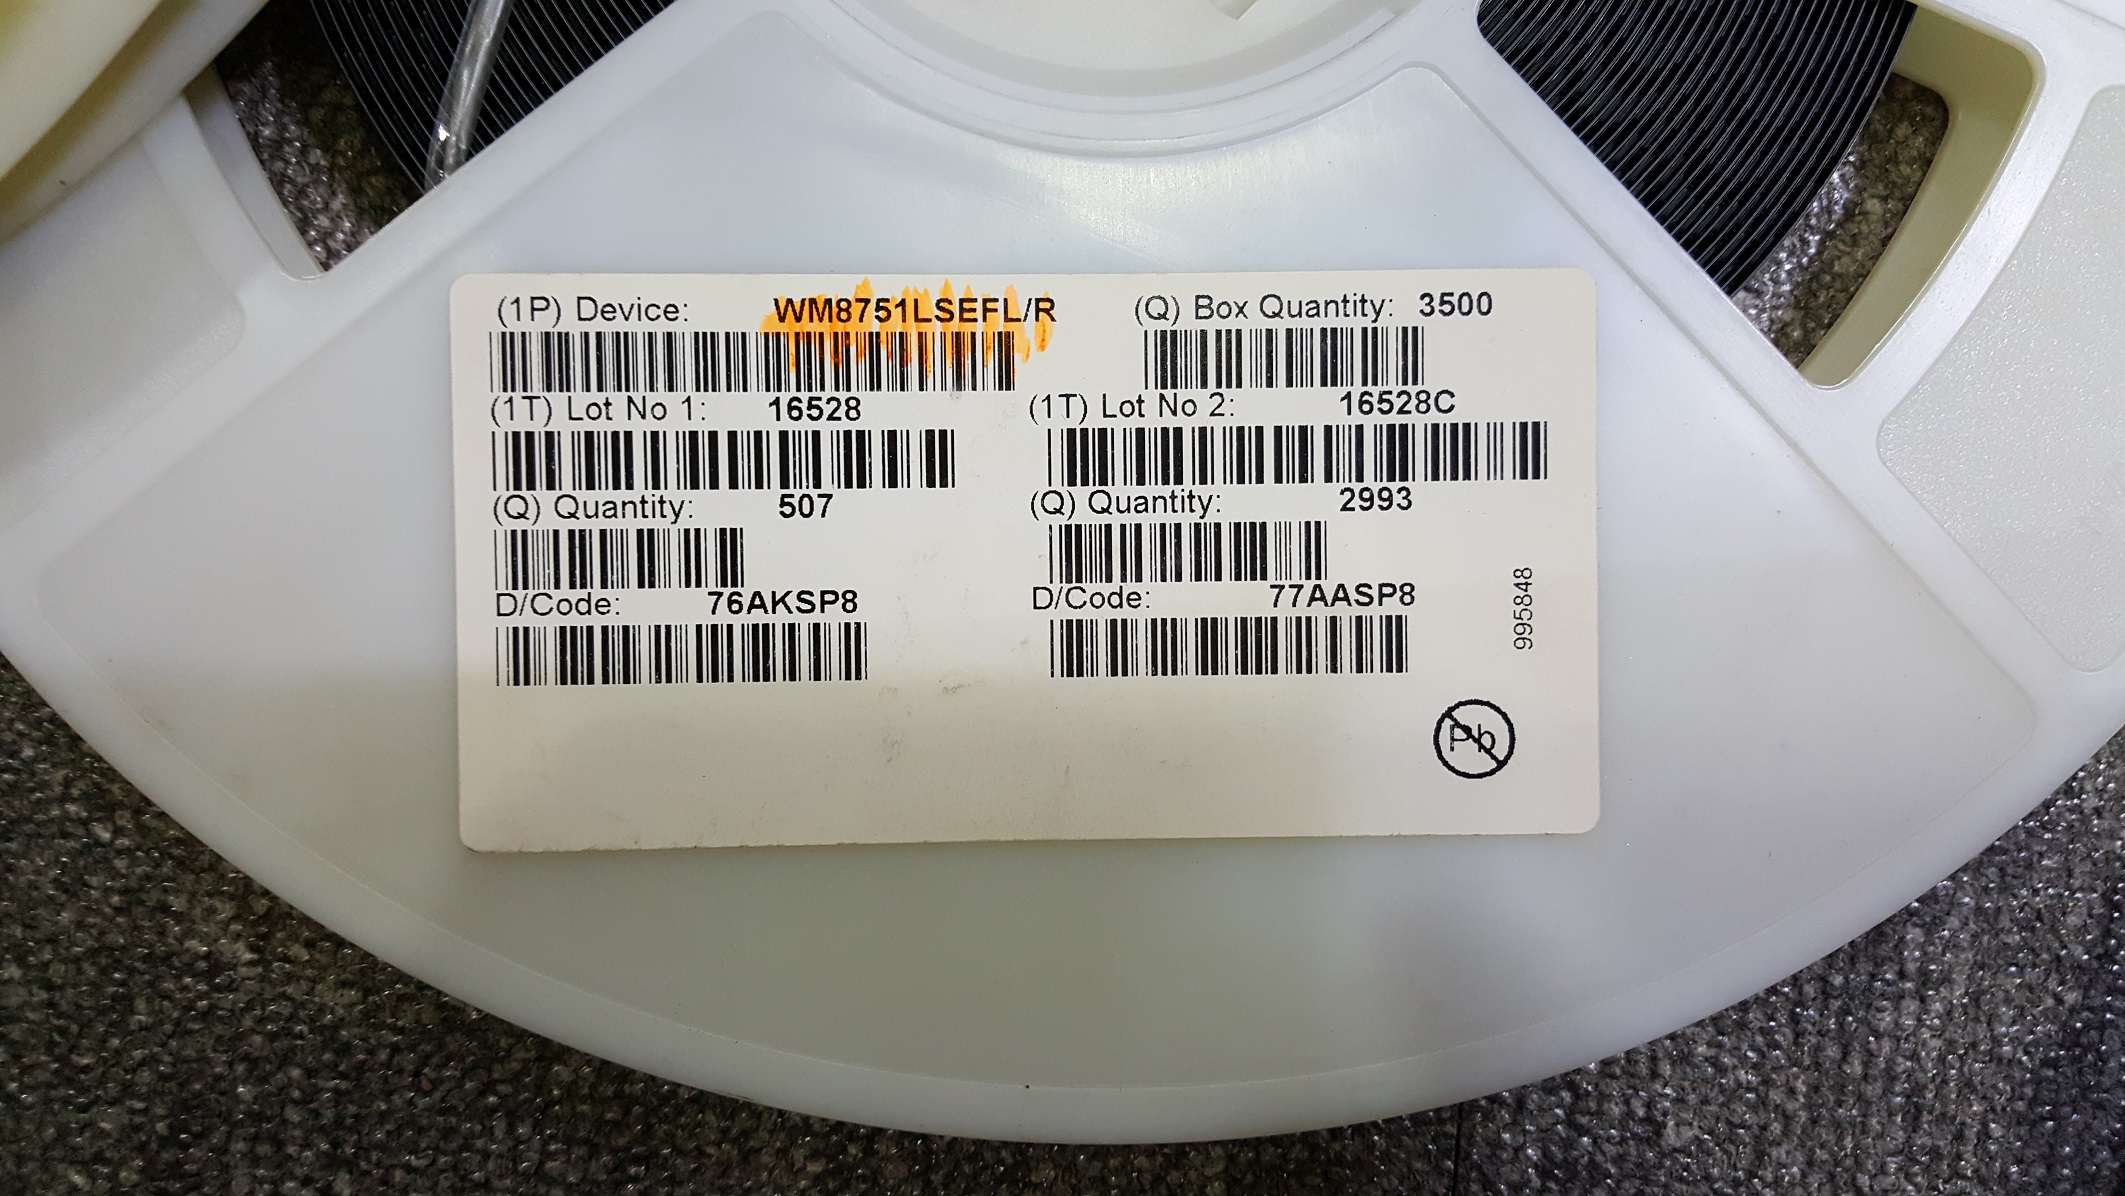 (1P) Device: WM8751LSEFL/R (Q) Box Quantity: 3500
(1T) Lot No 1: 16528 (1T) Lot No 2: 16528C
(Q) Quantity: 507 (Q) Quantity: 2993
D/Code: 76AKSP8 D/Code: 77AASP8
995848
Pb